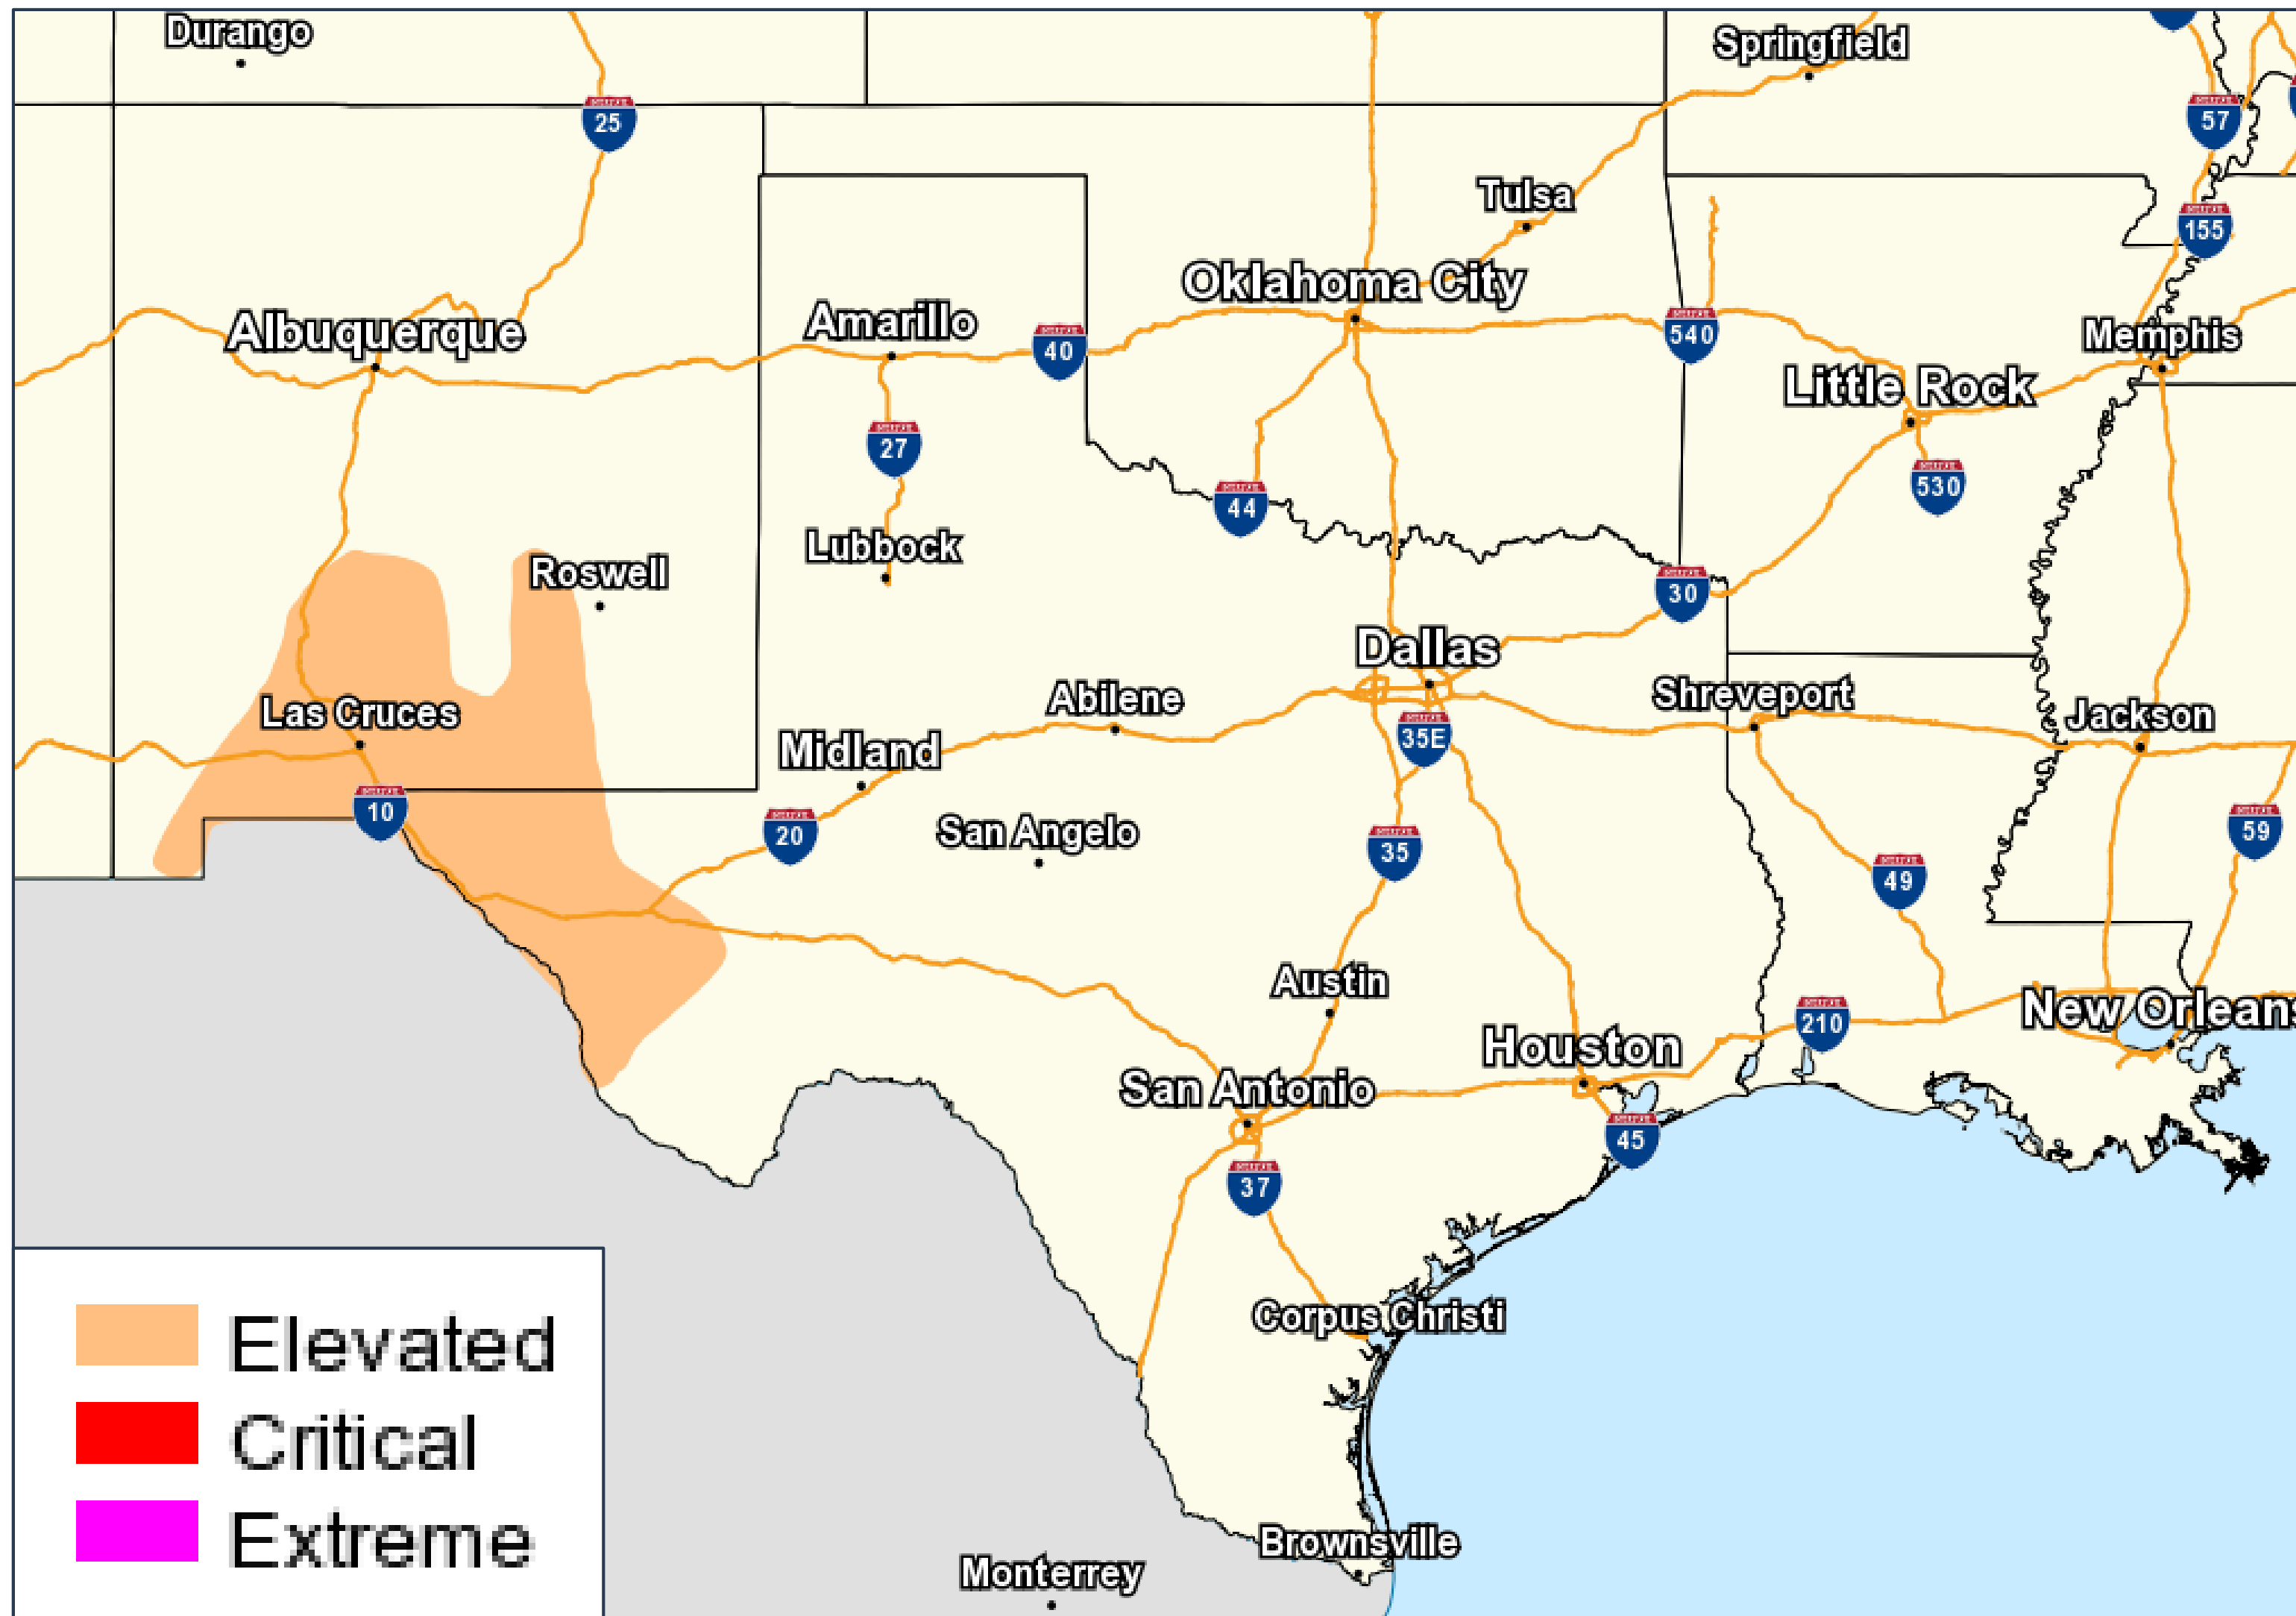 Durango
Springfield
25
57
Tulsa
155
Oklahoma City
Albuquerque
Amarillo
540
Memphis
40
Little Rock
27
530
44
Lubbock
Roswell
30
Dallas
Las Cruces
Abilene
Shreveport
Jackson
35E
Midland
10
20
San Angelo
35
59
49
Austin
New Orleans
210
Houston
San Antonio
45
37
Corpus Christi
Elevated
Critical
Extreme
Brownsville
Monterrey